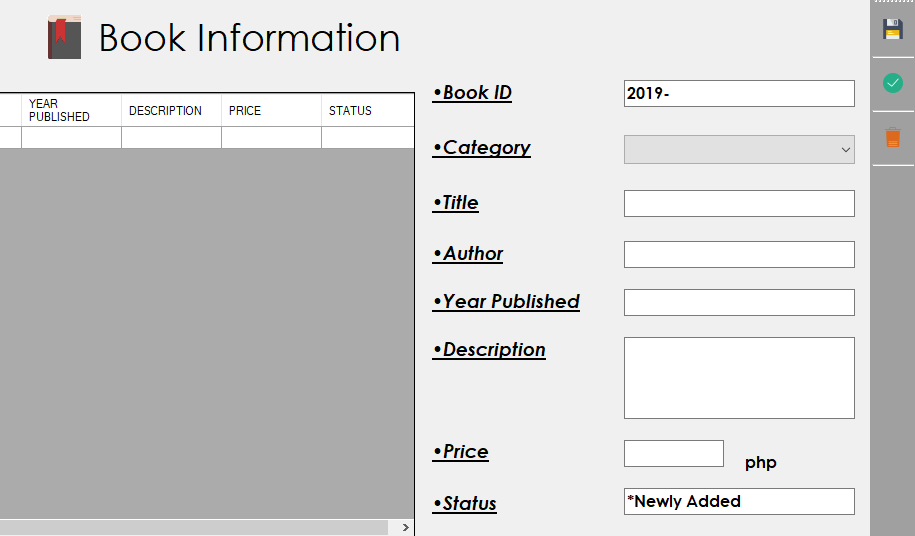 Book Information
YEAR
PUBLISHED
DESCRIPTION
PRICE
STATUS
•Book ID
2019-
•Category
•Title
•Author
•Year Published
•Description
•Price
php
•Status
*Newly Added